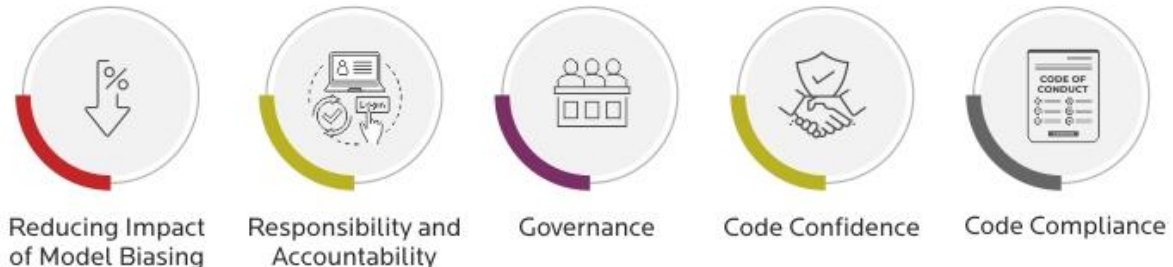 %
Login
CODE OF
CONDUCT
Reducing Impact
of Model Biasing
Responsibility and
Accountability
Governance
Code Confidence
Code Compliance